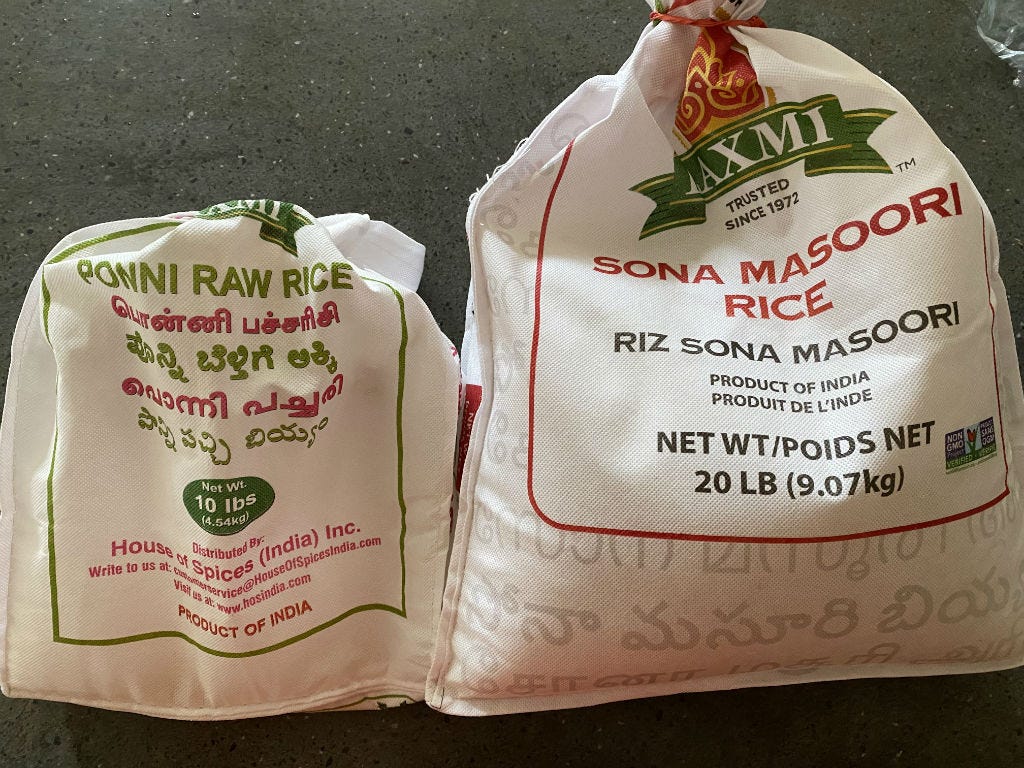 PONNI RAW RICE
பொன்னி பச்சரிசி
ಪೊನ್ನಿ ಬೆಳ್ತಿಗೆ ಅಕ್ಕಿ
പൊന്നി പച്ചരി
పొన్ని పచ్చి బియ్యం
Net Wt.
10 lbs
(4.54kg)
Distributed By:
House of Spices (India) Inc.
Write to us at: customerservice@HouseOfSpicesIndia.com
Visit us at: www.hosindia.com
PRODUCT OF INDIA
LAXMI
TRUSTED
SINCE 1972
TM
SONA MASOORI
RICE
RIZ SONA MASOORI
PRODUCT OF INDIA
PRODUIT DE L'INDE
NET WT/POIDS NET
20 LB (9.07kg)
NON
GMO
Project
VERIFIED
సోనా మసూరి బియ్యం